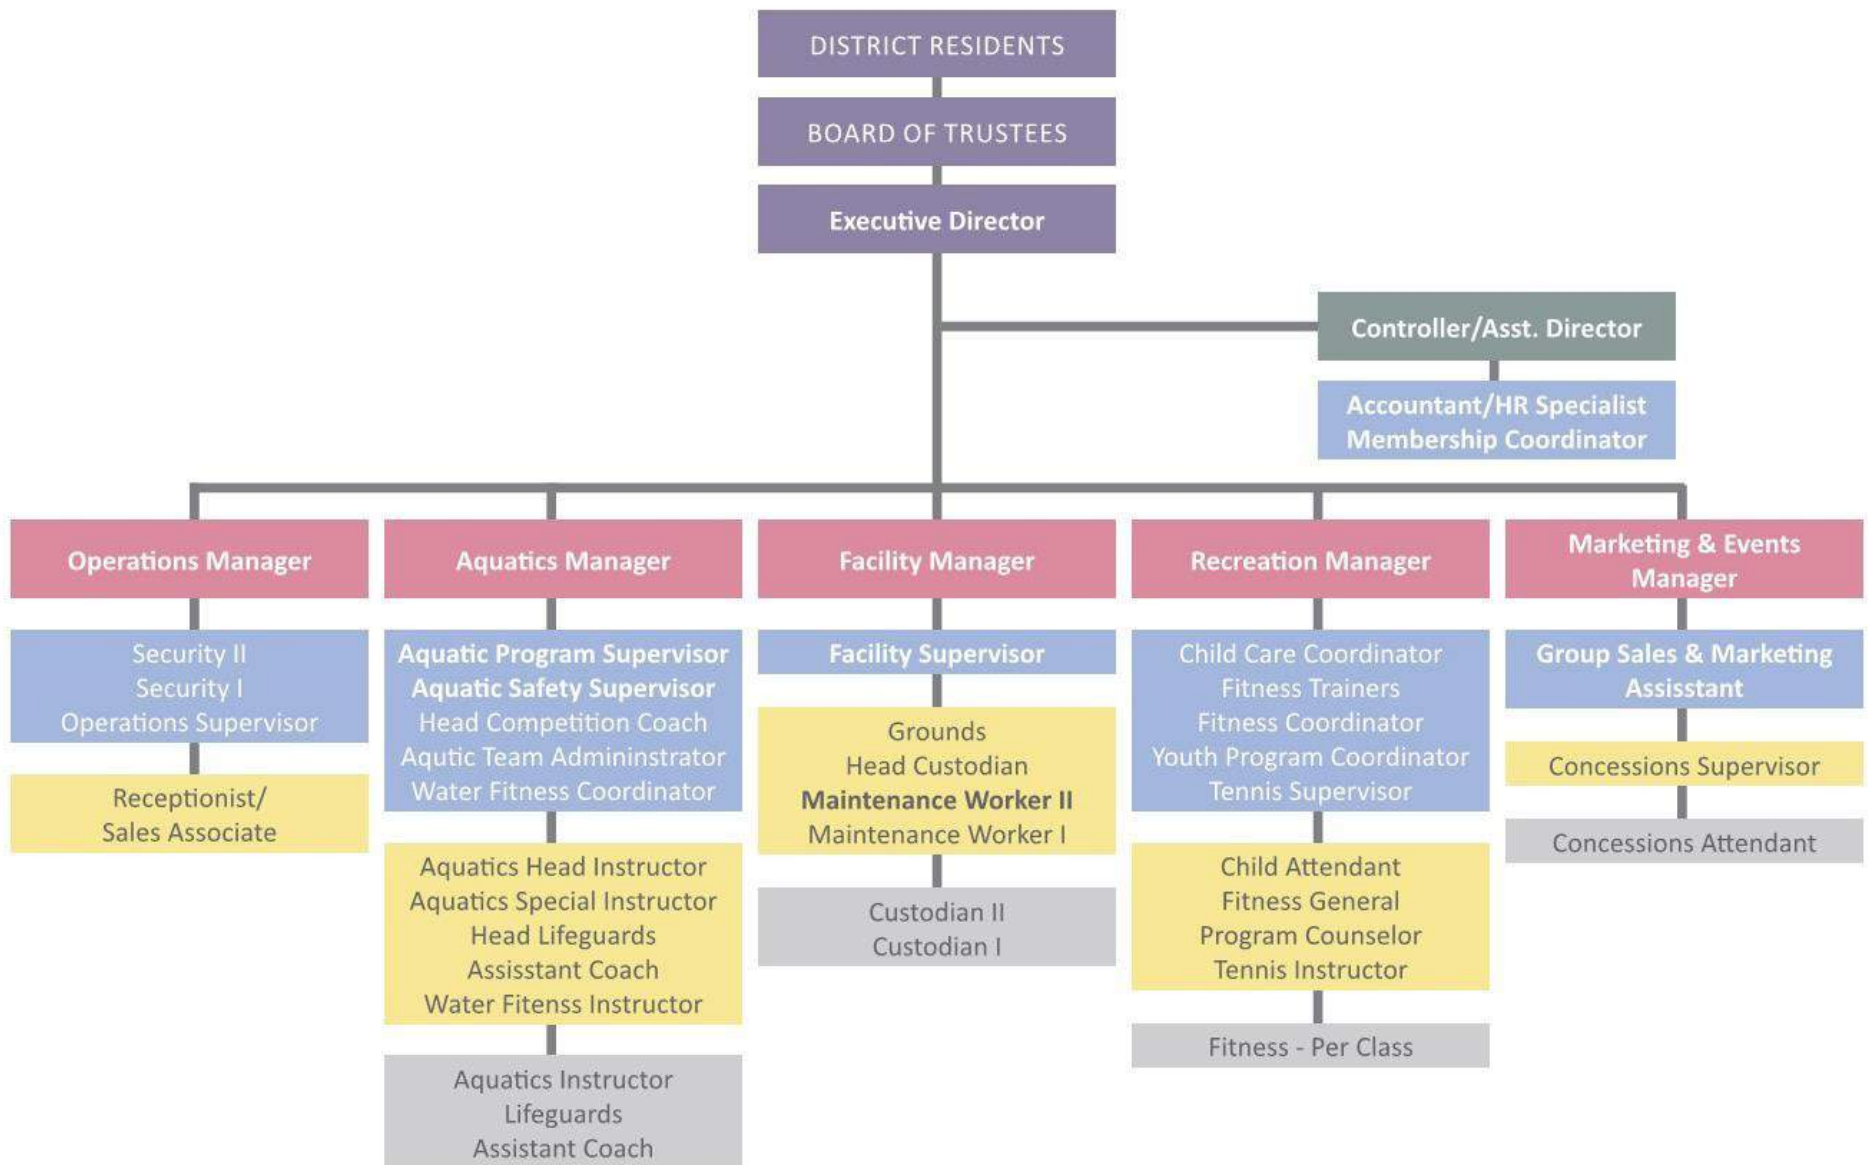 DISTRICT RESIDENTS
BOARD OF TRUSTEES
Executive Director
Controller/Asst. Director
Accountant/HR Specialist
Membership Coordinator
Operations Manager
Security II
Security I
Operations Supervisor
Receptionist/
Sales Associate
Aquatics Manager
Aquatic Program Supervisor
Aquatic Safety Supervisor
Head Competition Coach
Aqutic Team Admininstrator
Water Fitness Coordinator
Aquatics Head Instructor
Aquatics Special Instructor
Head Lifeguards
Assisstant Coach
Water Fitenss Instructor
Aquatics Instructor
Lifeguards
Assistant Coach
Facility Manager
Facility Supervisor
Grounds
Head Custodian
Maintenance Worker II
Maintenance Worker I
Custodian II
Custodian I
Recreation Manager
Child Care Coordinator
Fitness Trainers
Fitness Coordinator
Youth Program Coordinator
Tennis Supervisor
Child Attendant
Fitness General
Program Counselor
Tennis Instructor
Fitness - Per Class
Marketing & Events
Manager
Group Sales & Marketing
Assisstant
Concessions Supervisor
Concessions Attendant